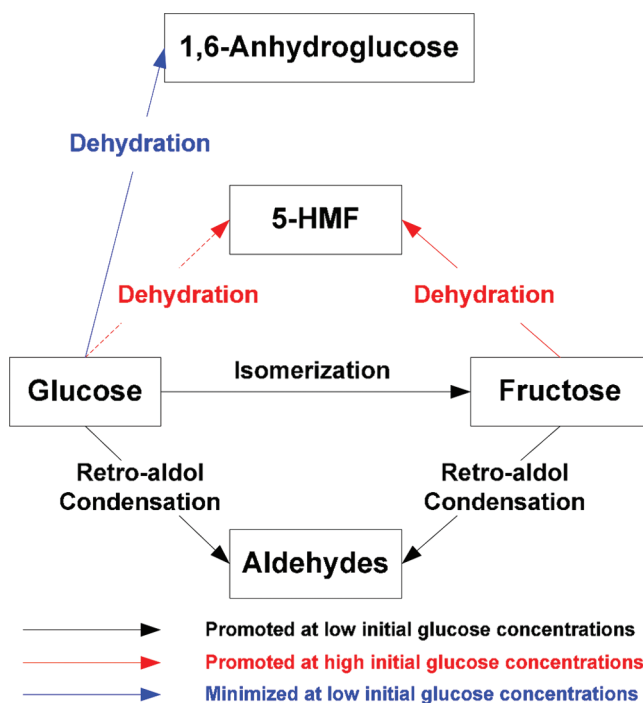 1,6-Anhydroglucose
Dehydration
5-HMF
Dehydration
Dehydration
Isomerization
Glucose
Fructose
Retro-aldol
Condensation
Retro-aldol
Condensation
Aldehydes
Promoted at low initial glucose concentrations
Promoted at high initial glucose concentrations
Minimized at low initial glucose concentrations